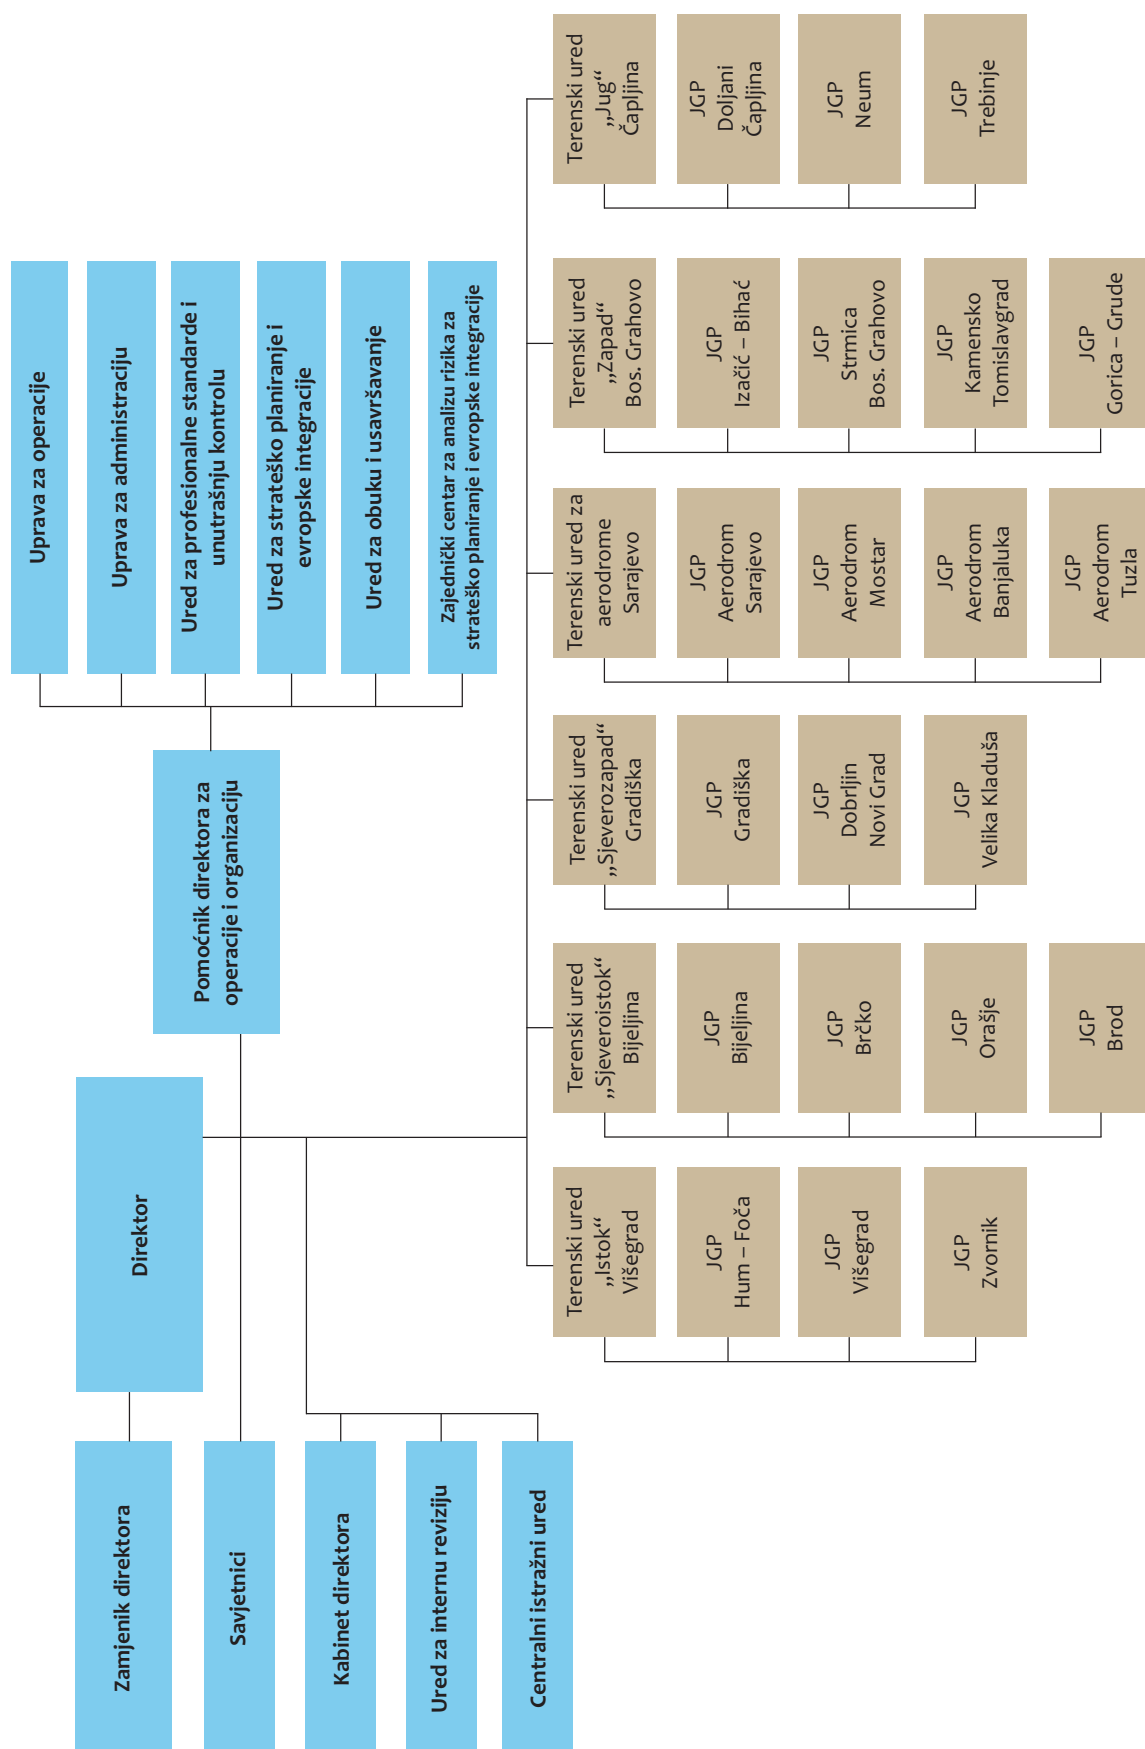 Direktor
Zamjenik direktora
Savjetnici
Kabinet direktora
Ured za internu reviziju
Centralni istražni ured
Pomoćnik direktora za
operacije i organizaciju
Uprava za operacije
Uprava za administraciju
Ured za profesionalne standarde i
unutrašnju kontrolu
Ured za strateško planiranje i
evropske integracije
Ured za obuku i usavršavanje
Zajednički centar za analizu rizika za
strateško planiranje i evropske integracije
Terenski ured
„Istok“
Višegrad
JGP
Hum – Foča
JGP
Višegrad
JGP
Zvornik
Terenski ured
„Sjeveroistok“
Bijeljina
JGP
Bijeljina
JGP
Brčko
JGP
Orašje
JGP
Brod
Terenski ured
„Sjeverozapad“
Gradiška
JGP
Gradiška
JGP
Dobrljin
Novi Grad
JGP
Velika Kladuša
Terenski ured za
aerodrome
Sarajevo
JGP
Aerodrom
Sarajevo
JGP
Aerodrom
Mostar
JGP
Aerodrom
Banjaluka
JGP
Aerodrom
Tuzla
Terenski ured
„Zapad“
Bos. Grahovo
JGP
Izačić – Bihać
JGP
Strmica
Bos. Grahovo
JGP
Kamensko
Tomislavgrad
JGP
Gorica – Grude
Terenski ured
„Jug“
Čapljina
JGP
Doljani
Čapljina
JGP
Neum
JGP
Trebinje